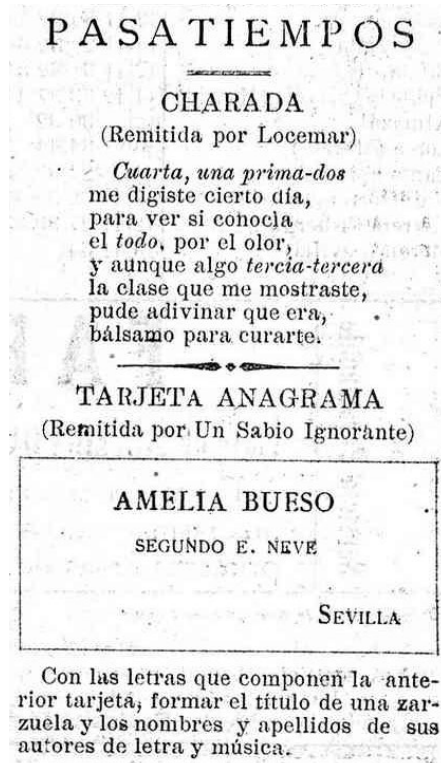 PASATIEMPOS
CHARADA
(Remitida por Locemar)
Cuarta, una prima-dos
me digiste cierto día,
para ver si conocia
el todo, por el olor,
y aunque algo tercia-tercera
la clase que me mostraste,
pude adivinar que era,
bálsamo para curarte.
TARJETA ANAGRAMA
(Remitida por Un Sabio Ignorante)
AMELIA BUESO
SEGUNDO E. NEVE
SEVILLA
Con las letras que componen la ante-
rior tarjeta, formar el título de una zar-
zuela y los nombres y apellidos de sus
autores de letra y música.